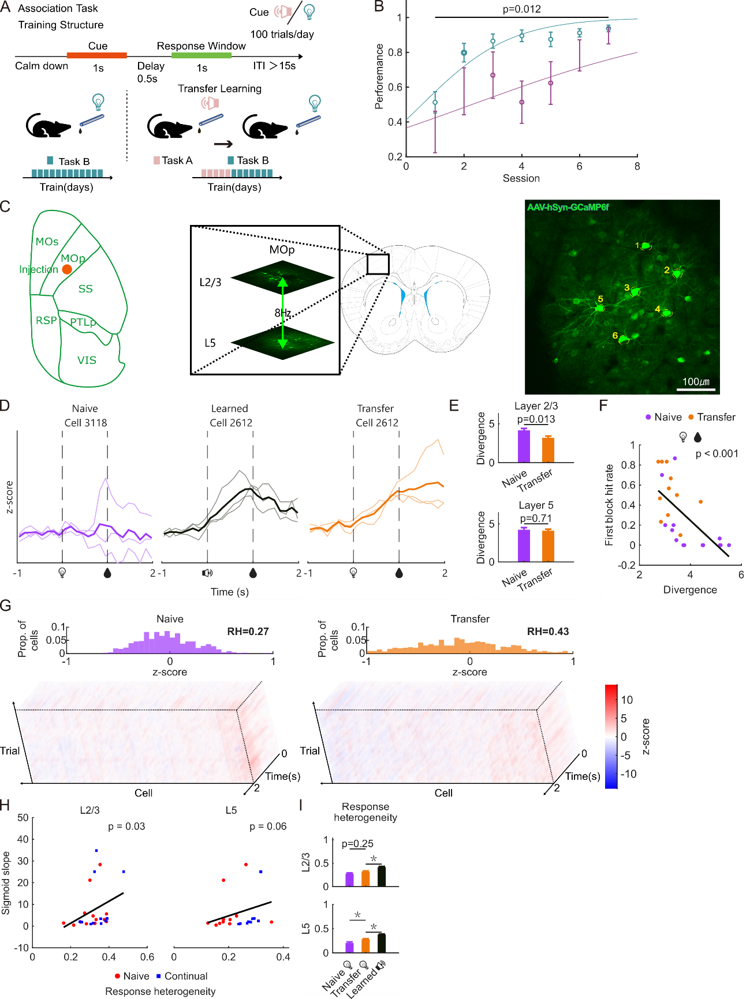 A
Association Task
Training Structure
Cue
100 trials/day
Cue
Response Window
Calm down
1s
Delay
0.5s
1s
ITI >15s
Transfer Learning
Task B
Train(days)
Task A
Task B
Train(days)
B
p=0.012
Perforemance
1
0.8
0.6
0.4
0.2
0
2
4
6
8
Session
C
MOs
MOp
Injection
SS
RSP
PTLp
VIS
MOp
L2/3
8Hz
L5
AAV-hSyn-GCaMP6f
1
2
3
4
5
6
100㎛
D
Naive
Cell 3118
Learned
Cell 2612
Transfer
Cell 2612
z-score
-1
2
-1
2
-1
2
Time (s)
E
Layer 2/3
p=0.013
Divergence
5
0
Naive
Transfer
Layer 5
p=0.71
Divergence
5
0
Naive
Transfer
F
Naive
Transfer
p < 0.001
First block hit rate
1
0.8
0.6
0.4
0.2
0
-0.2
2
4
6
Divergence
G
Naive
RH=0.27
Prop. of
cells
0.1
0.05
0
-1
0
1
z-score
Transfer
RH=0.43
Prop. of
cells
0.1
0.05
0
-1
0
1
z-score
Trial
Cell
0
Time(s)
2
Trial
Cell
0
Time(s)
2
10
5
0
-5
-10
z-score
H
L2/3
p = 0.03
Sigmoid slope
50
40
30
20
10
0
-10
0
0.2
0.4
0.6
L5
p = 0.06
0
0.2
0.4
Naive
Continual
Response heterogeneity
I
Response
heterogeneity
L2/3
1
0.5
0
p=0.25
*
L5
1
0.5
0
*
*
Naive
Transfer
Learned